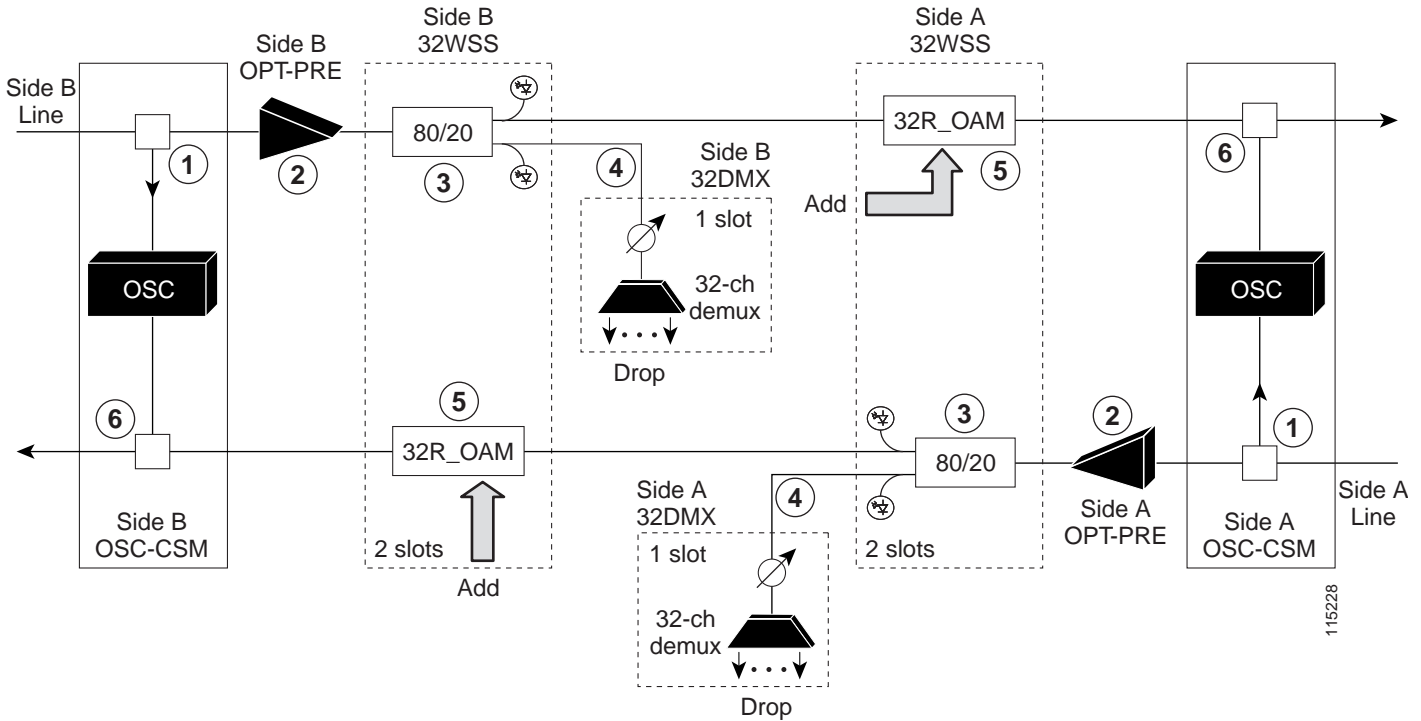 Side B
32WSS
Side A
32WSS
Side B
OPT-PRE
Side B
Line
80/20
32R_OAM
1
2
3
4
Side B
32DMX
5
6
Add
1 slot
OSC
32-ch
demux
OSC
Drop
5
6
3
2
1
32R_OAM
80/20
4
Side A
32DMX
Side A
OPT-PRE
Side A
Line
Side B
OSC-CSM
Side A
OSC-CSM
2 slots
1 slot
2 slots
Add
32-ch
demux
Drop
115228